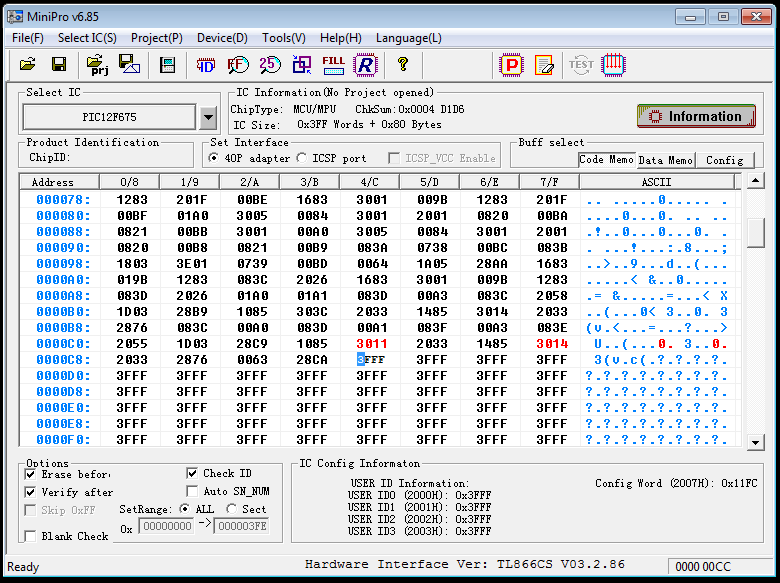 MiniPro v6.85
File(F) Select IC(S) Project(P) Device(D) Tools(V) Help(H) Language(L)
prj ID FF 25 FILL R ? P TEST
Select IC
PIC12F675
IC Information(No Project opened)
ChipType: MCU/MPU ChkSum:0x0004 D1D6
IC Size: 0x3FF Words + 0x80 Bytes
Information
Product Identification
ChipID:
Set Interface
40P adapter ICSP port ICSP_VCC Enable
Buff select
Code Memo Data Memo Config
Address 0/8 1/9 2/A 3/B 4/C 5/D 6/E 7/F ASCII
000078: 1283 201F 00BE 1683 3001 009B 1283 201F .. .....0..... .
000080: 00BF 01A0 3005 0084 3001 2001 0820 00BA ....0...0. .. ..
000088: 0821 00BB 3001 00A0 3005 0084 3001 2001 .!..0...0...0. .
000090: 0820 00B8 0821 00B9 083A 0738 00BC 083B . ...!...:.8...;
000098: 1803 3E01 0739 00BD 0064 1A05 28AA 1683 ..>..9...d..(...
0000A0: 019B 1283 083C 2026 1683 3001 009B 1283 .....< &..0.....
0000A8: 083D 2026 01A0 01A1 083D 00A3 083C 2058 .= &.....=...< X
0000B0: 1D03 28B9 1085 303C 2033 1485 3014 2033 ..(...0< 3..0. 3
0000B8: 2876 083C 00A0 083D 00A1 083F 00A3 083E (v.<...=...?...>
0000C0: 2055 1D03 28C9 1085 3011 2033 1485 3014 U..(...0. 3..0.
0000C8: 2033 2876 0063 28CA 3FFF 3FFF 3FFF 3FFF 3(v.c(.?.?.?.?.
0000D0: 3FFF 3FFF 3FFF 3FFF 3FFF 3FFF 3FFF 3FFF ?.?.?.?.?.?.?.?.
0000D8: 3FFF 3FFF 3FFF 3FFF 3FFF 3FFF 3FFF 3FFF ?.?.?.?.?.?.?.?.
0000E0: 3FFF 3FFF 3FFF 3FFF 3FFF 3FFF 3FFF 3FFF ?.?.?.?.?.?.?.?.
0000E8: 3FFF 3FFF 3FFF 3FFF 3FFF 3FFF 3FFF 3FFF ?.?.?.?.?.?.?.?.
0000F0: 3FFF 3FFF 3FFF 3FFF 3FFF 3FFF 3FFF 3FFF ?.?.?.?.?.?.?.?.
Options
Erase befor
Check ID
Verify after
Auto SN_NUM
Skip 0xFF
SetRange: ALL Sect
Blank Check
0x 00000000 -> 000003FE
IC Config Informaton
USER ID Information:
USER ID0 (2000H): 0x3FFF
USER ID1 (2001H): 0x3FFF
USER ID2 (2002H): 0x3FFF
USER ID3 (2003H): 0x3FFF
Config Word (2007H): 0x11FC
Ready
Hardware Interface Ver: TL866CS V03.2.86
0000 00CC